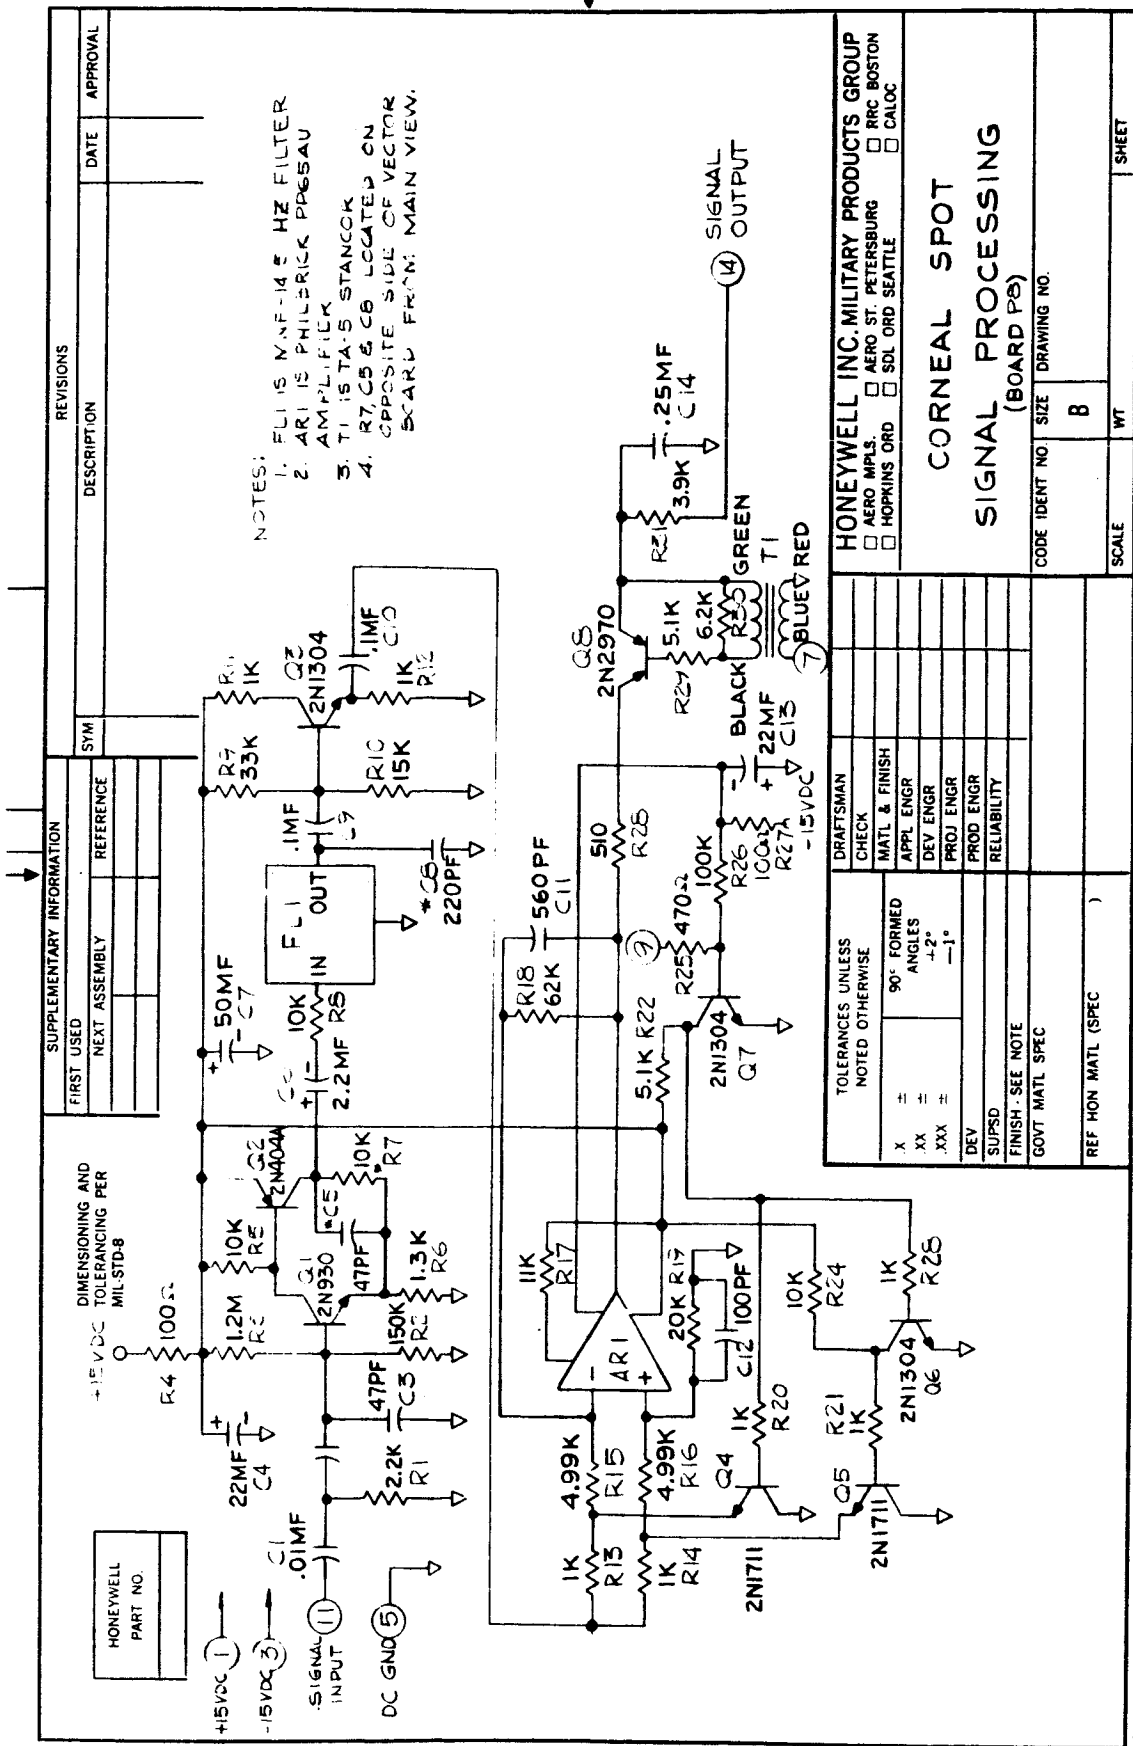 SUPPLEMENTARY INFORMATION
FIRST USED
NEXT ASSEMBLY
REFERENCE
REVISIONS
SYM
DESCRIPTION
DATE
APPROVAL
HONEYWELL
PART NO.
DIMENSIONING AND
TOLERANCING PER
MIL-STD-8
NOTES:
1. FL1 IS HZ FILTER
2. AR1 IS PHILBRICK PP65AU
AMPLIFIER
3. T1 IS TA-5 STANCOR
4. R7, C5 & C8 LOCATED ON
OPPOSITE SIDE OF VECTOR
BOARD FROM MAIN VIEW.
+15VDC 1
-15VDC 3
SIGNAL
INPUT
11
DC GND 5
C1
.01MF
+15VDC
R4
100Ω
22MF
C4
2.2K
R1
47PF
C3
1.2M
150K
10K
R5
Q1
2N930
Q2
2N404A
47PF
*C5
10K
*R7
1.3K
R6
50MF
C7
2.2MF
10K
R8
IN
FL1
OUT
*C8
220PF
.1MF
C9
R9
33K
R10
15K
R11
1K
Q3
2N1304
.1MF
C10
1K
R12
1K
R13
1K
R14
4.99K
R15
4.99K
R16
AR1
11K
R17
R18
62K
560PF
C11
20K
R19
C12
100PF
Q4
2N1711
1K
R20
Q5
2N1711
R21
1K
2N1304
Q6
1K
R28
10K
R24
5.1K
R22
2N1304
Q7
9
470Ω
R25
100K
R26
100Ω
R27
22MF
C13
-15VDC
510
R28
Q8
2N2970
5.1K
R29
6.2K
R30
BLACK
GREEN
T1
BLUE
RED
7
R31
3.9K
.25MF
C14
14
SIGNAL
OUTPUT
TOLERANCES UNLESS
NOTED OTHERWISE
.X ±
.XX ±
.XXX ±
90° FORMED
ANGLES
+2°
-1°
DEV
SUPSD
FINISH - SEE NOTE
GOVT MATL SPEC
REF HON MATL (SPEC )
DRAFTSMAN
CHECK
MATL & FINISH
APPL ENGR
DEV ENGR
PROJ ENGR
PROD ENGR
RELIABILITY
HONEYWELL INC. MILITARY PRODUCTS GROUP
☐ AERO MPLS. ☐ AERO ST. PETERSBURG ☐ RRC BOSTON
☐ HOPKINS ORD ☐ SDL ORD SEATTLE ☐ CALOC
CORNEAL SPOT
SIGNAL PROCESSING
(BOARD P8)
CODE IDENT NO.
SIZE
B
DRAWING NO.
SCALE
WT
SHEET